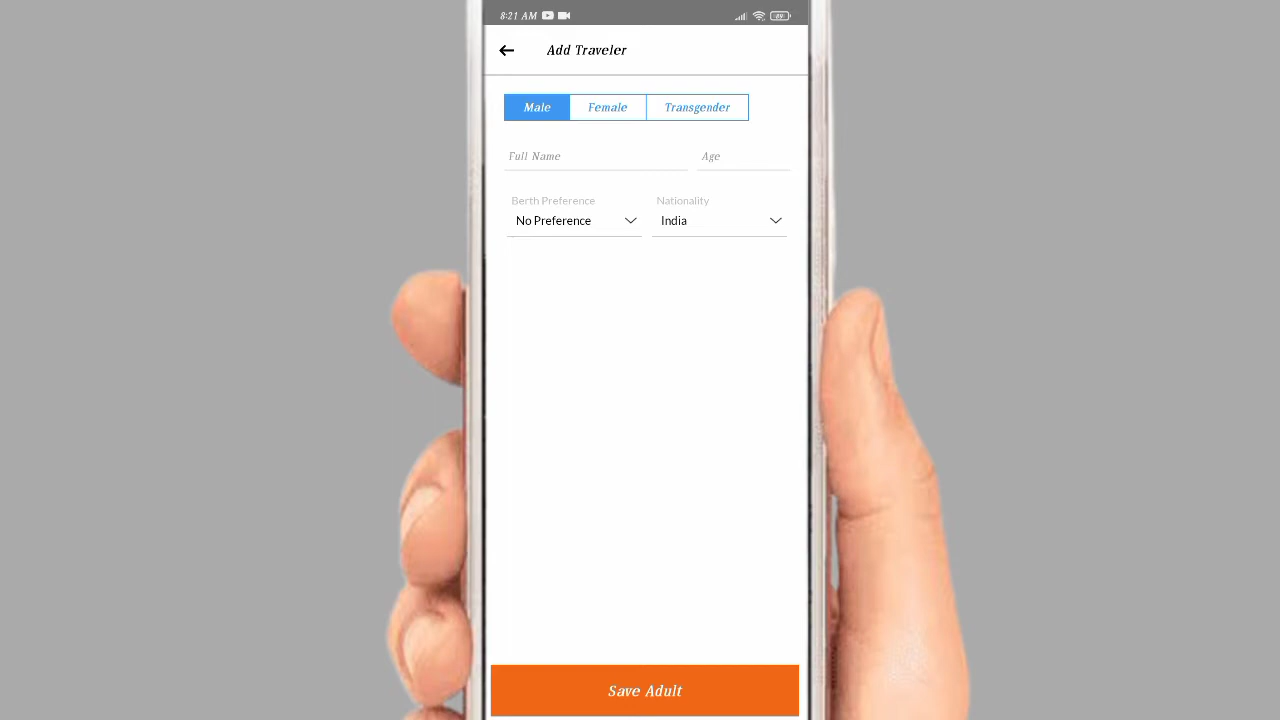 8:21 AM 89
Add Traveler
Male Female Transgender
Full Name Age
Berth Preference Nationality
No Preference India
Save Adult